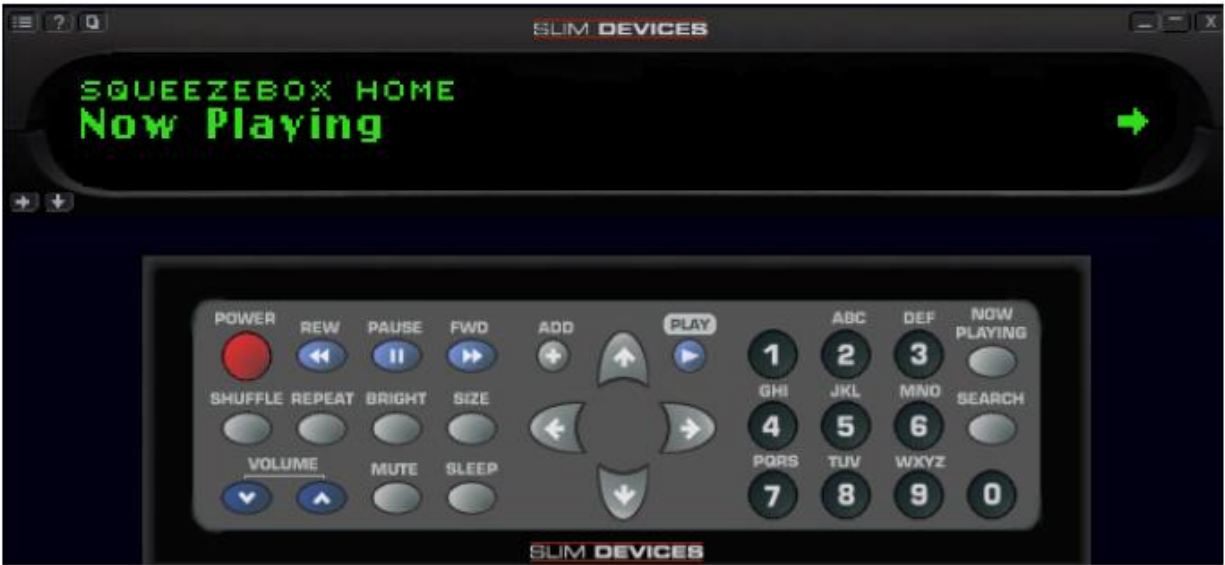 ? Q X
SLIM DEVICES
SQUEEZEBOX HOME
Now Playing
POWER REW PAUSE FWD ADD PLAY ABC DEF NOW PLAYING
1 2 3
SHUFFLE REPEAT BRIGHT SIZE GHI JKL MNO SEARCH
4 5 6
VOLUME MUTE SLEEP PQRS TUV WXYZ
7 8 9 0
SLIM DEVICES